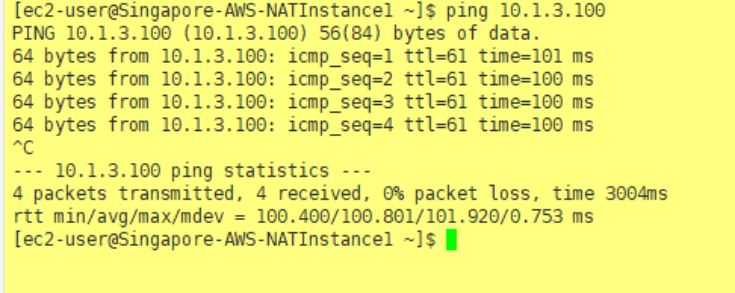 [ec2-user@Singapore-AWS-NATInstance1 ~]$ ping 10.1.3.100
PING 10.1.3.100 (10.1.3.100) 56(84) bytes of data.
64 bytes from 10.1.3.100: icmp_seq=1 ttl=61 time=101 ms
64 bytes from 10.1.3.100: icmp_seq=2 ttl=61 time=100 ms
64 bytes from 10.1.3.100: icmp_seq=3 ttl=61 time=100 ms
64 bytes from 10.1.3.100: icmp_seq=4 ttl=61 time=100 ms
^C
--- 10.1.3.100 ping statistics ---
4 packets transmitted, 4 received, 0% packet loss, time 3004ms
rtt min/avg/max/mdev = 100.400/100.801/101.920/0.753 ms
[ec2-user@Singapore-AWS-NATInstance1 ~]$